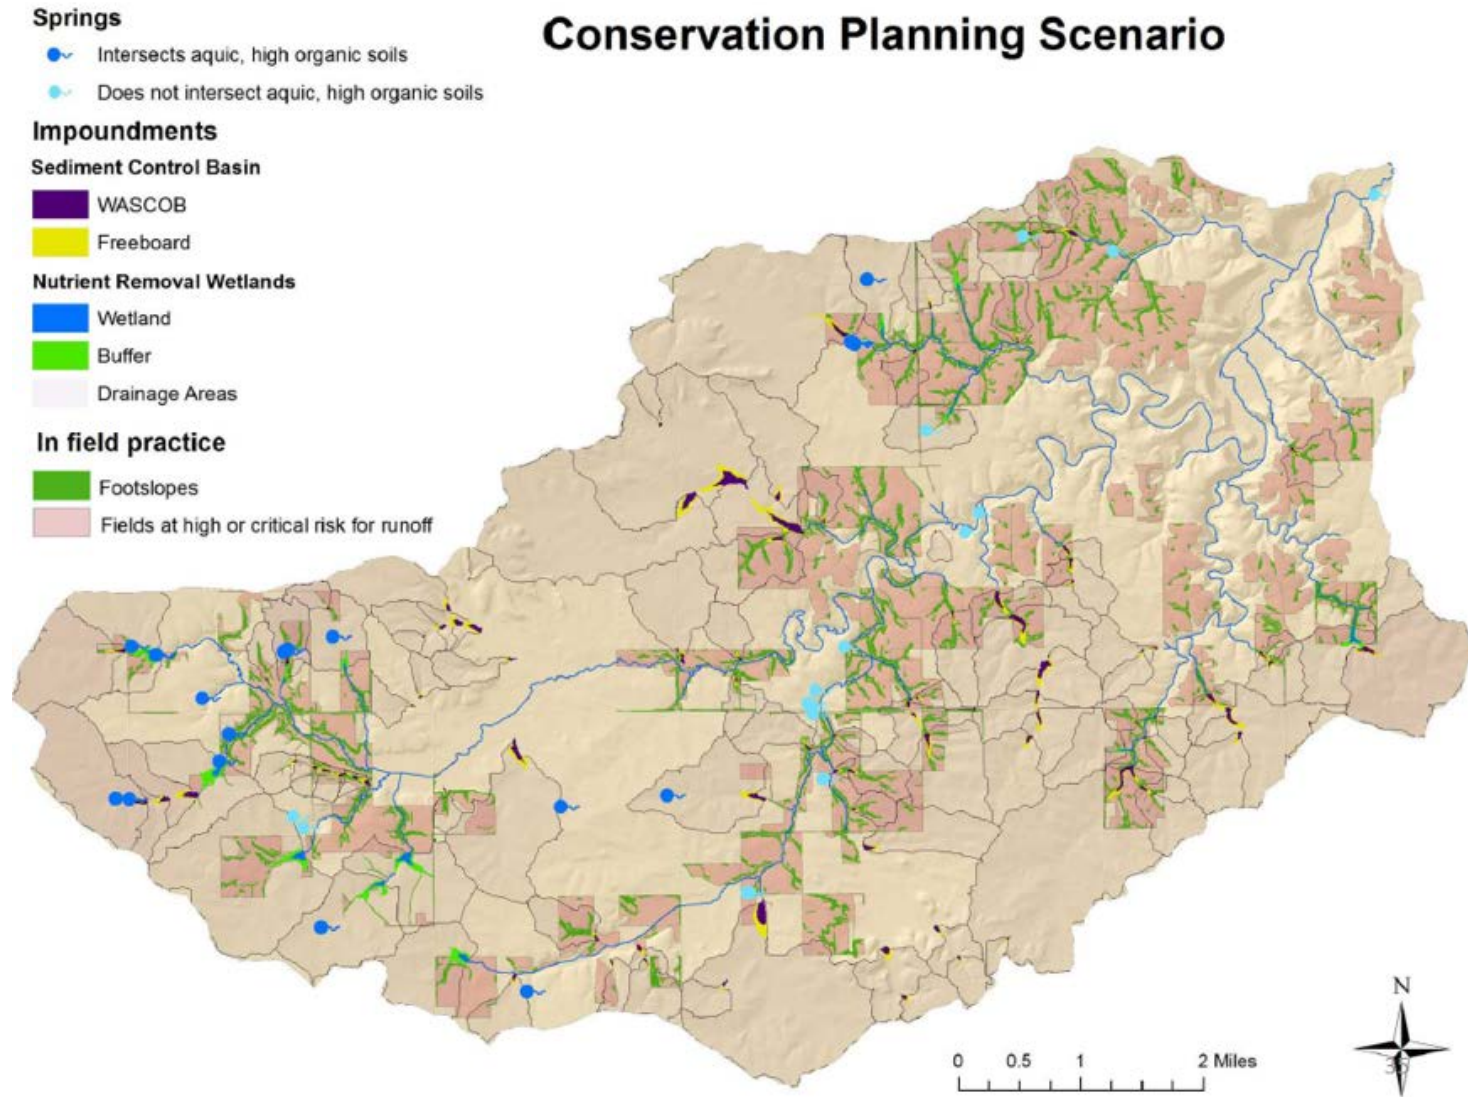 Conservation Planning Scenario
Springs
Intersects aquic, high organic soils
Does not intersect aquic, high organic soils
Impoundments
Sediment Control Basin
WASCOB
Freeboard
Nutrient Removal Wetlands
Wetland
Buffer
Drainage Areas
In field practice
Footslopes
Fields at high or critical risk for runoff
0 0.5 1 2 Miles
N
35